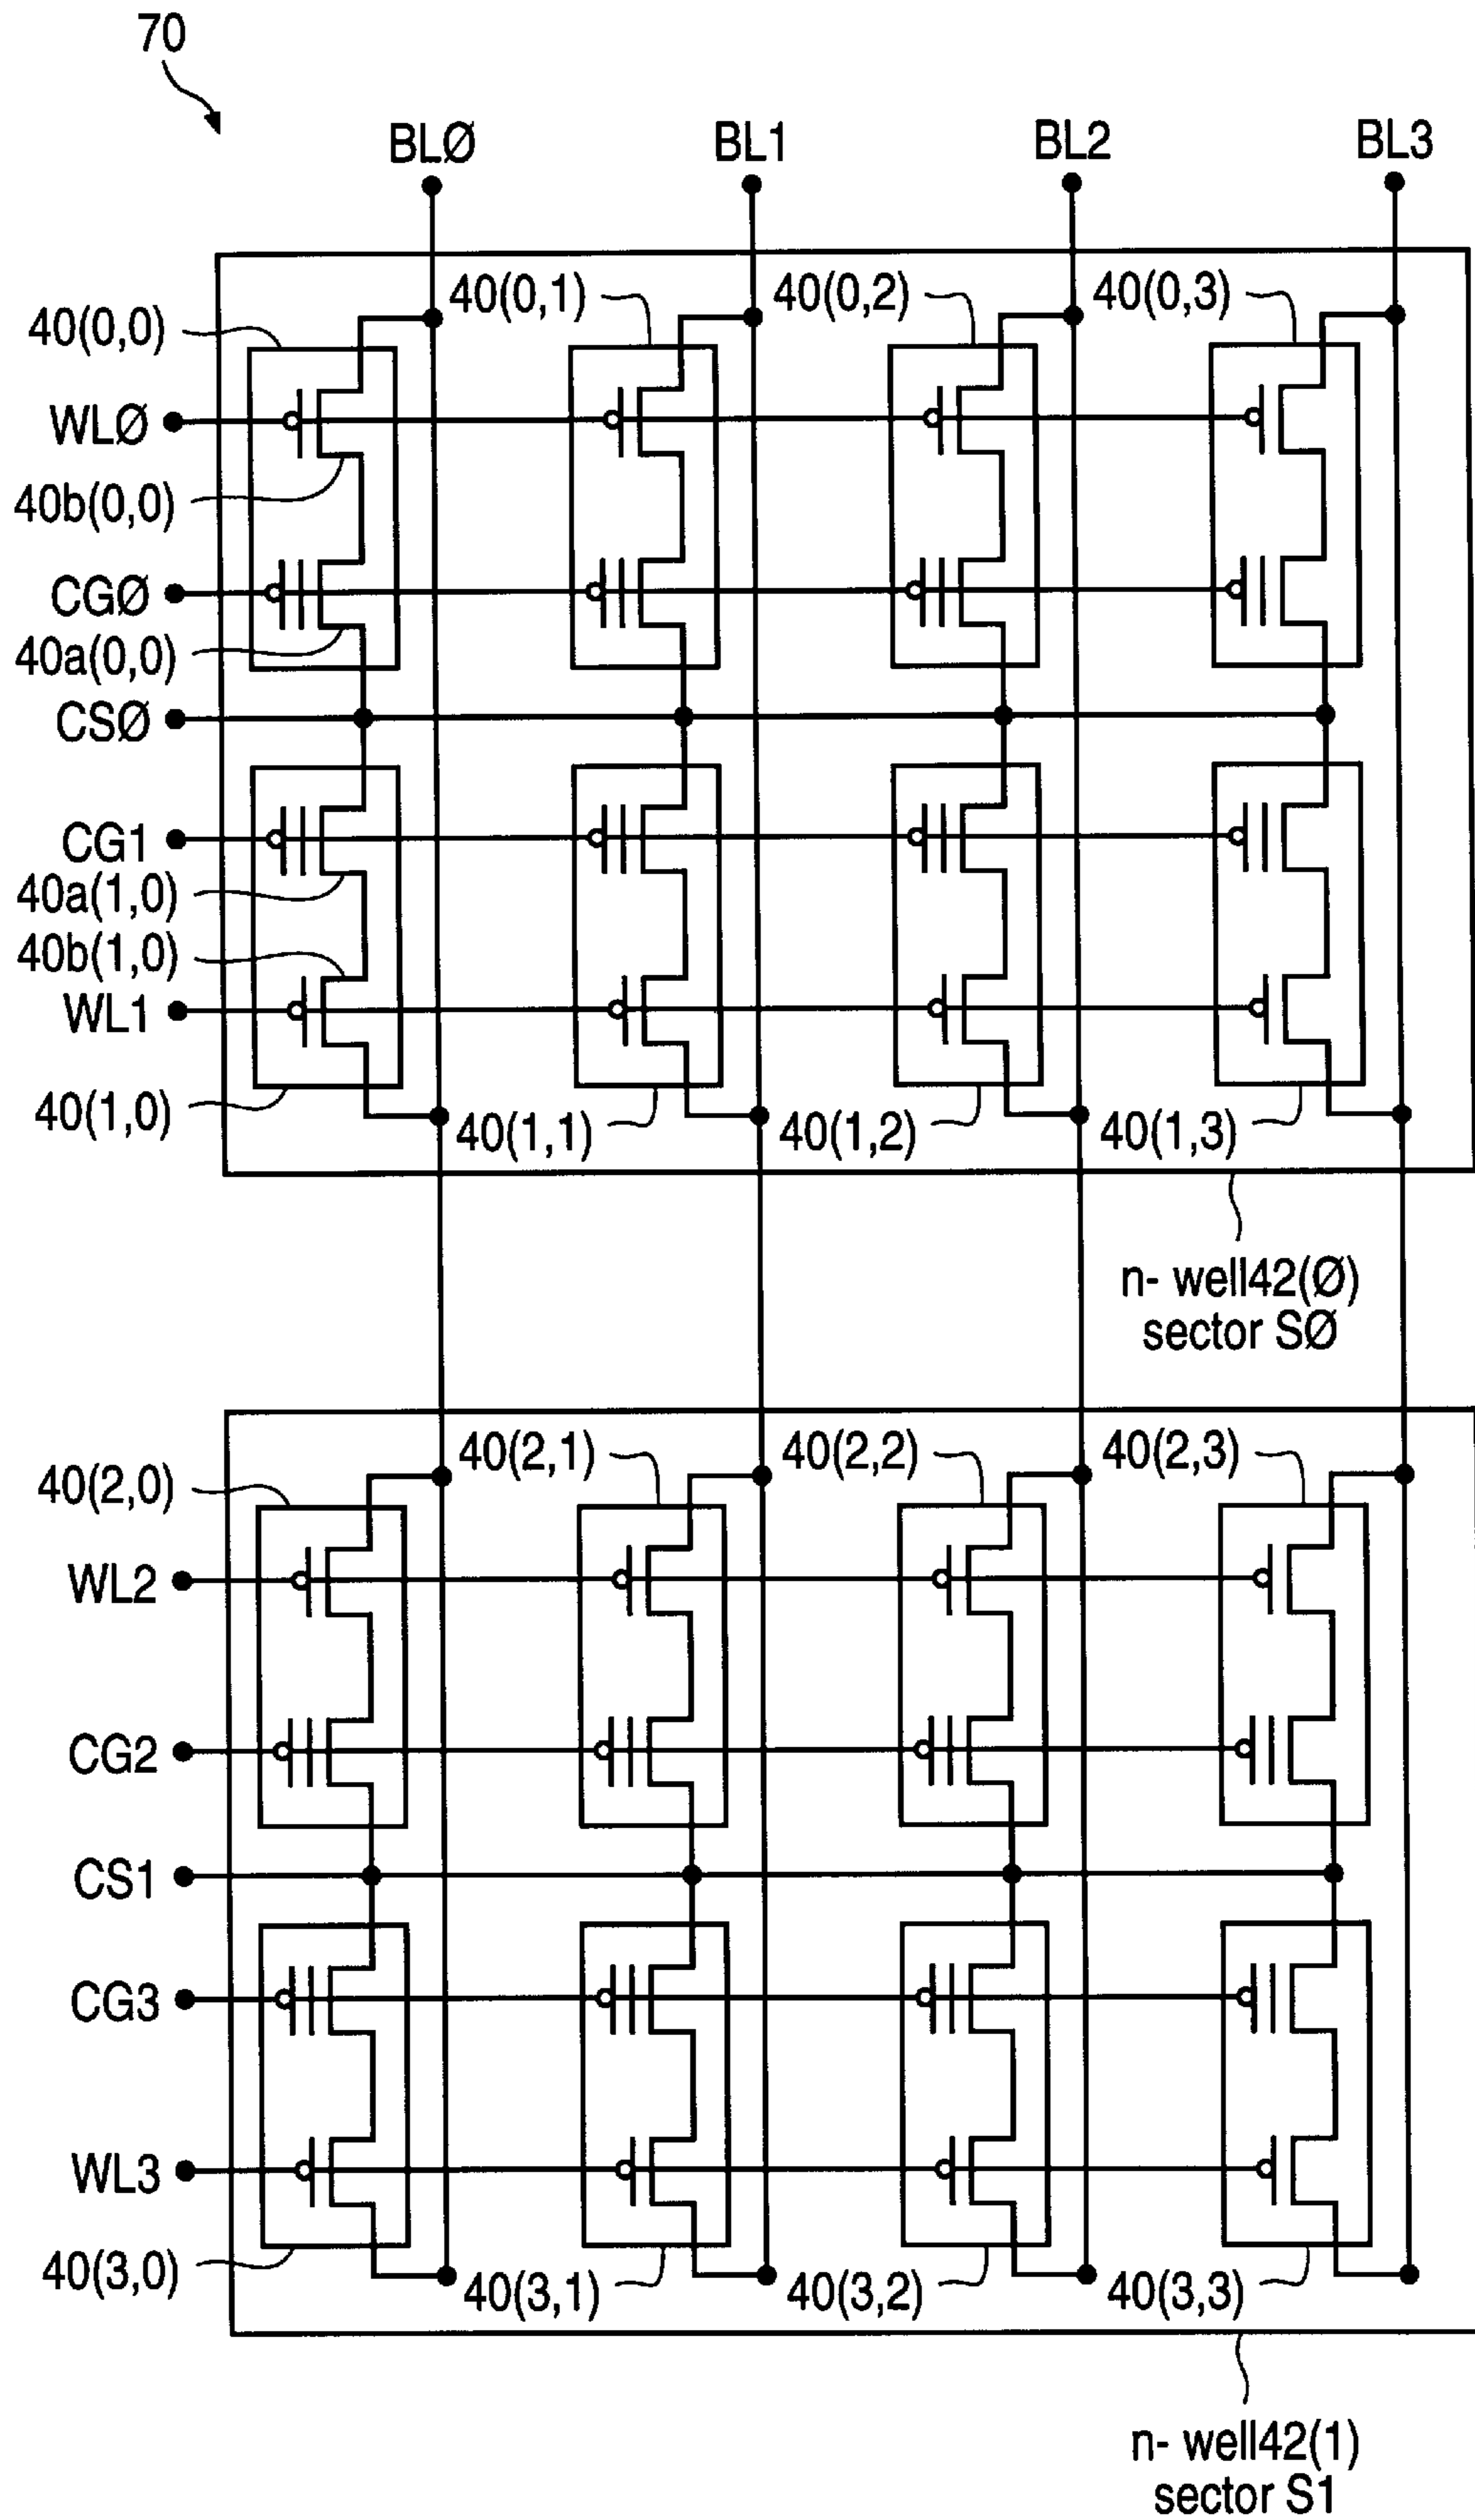 70
BLØ BL1 BL2 BL3
40(0,1) 40(0,2) 40(0,3)
40(0,0)
WLØ
40b(0,0)
CGØ
40a(0,0)
CSØ
CG1
40a(1,0)
40b(1,0)
WL1
40(1,0)
40(1,1) 40(1,2) 40(1,3)
n- well42(Ø)
sector SØ
40(2,1) 40(2,2) 40(2,3)
40(2,0)
WL2
CG2
CS1
CG3
WL3
40(3,0)
40(3,1) 40(3,2) 40(3,3)
n- well42(1)
sector S1